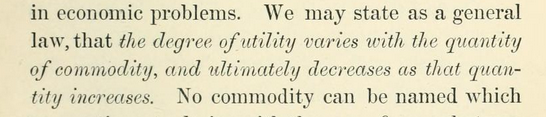 in economic problems. We may state as a general
law, that the degree of utility varies with the quantity
of commodity, and ultimately decreases as that quan-
tity increases. No commodity can be named which